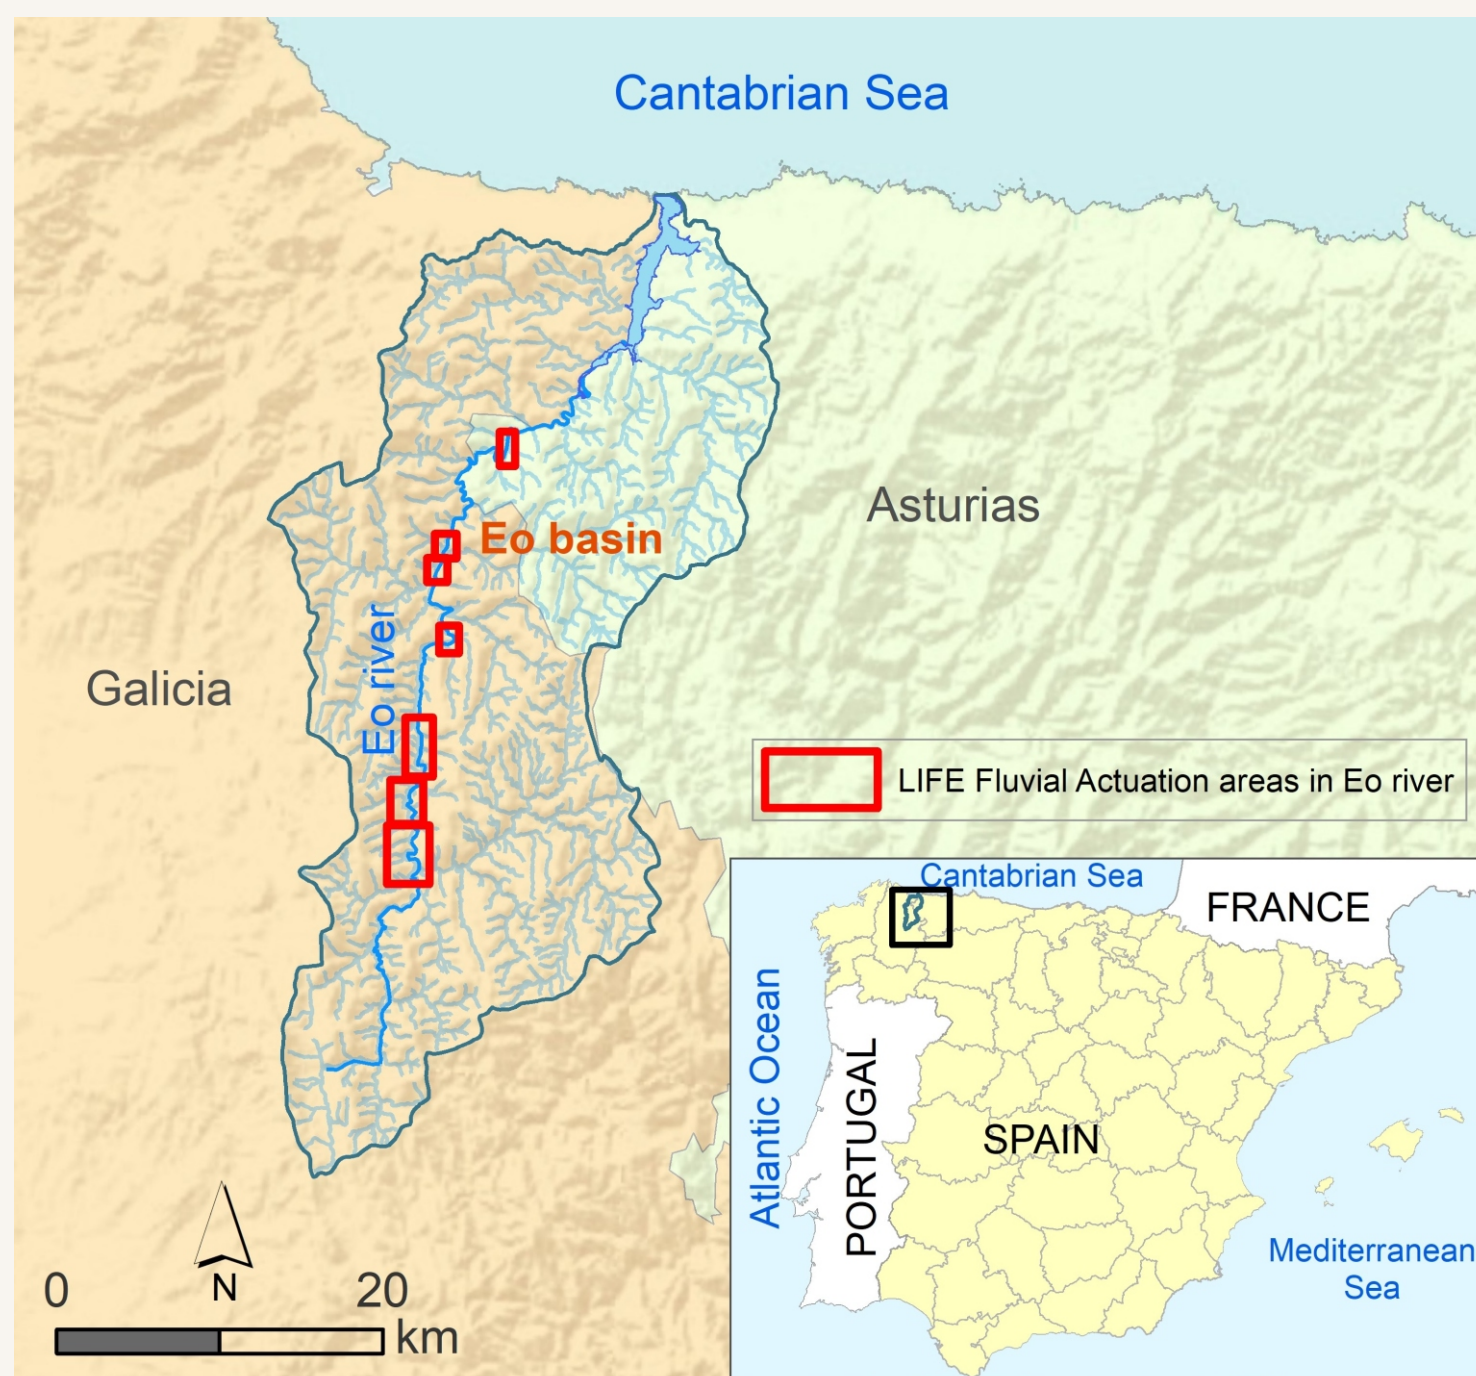 Cantabrian Sea
Asturias
Eo basin
Eo river
Galicia
LIFE Fluvial Actuation areas in Eo river
Cantabrian Sea
FRANCE
Atlantic Ocean
PORTUGAL
SPAIN
Mediterranean
Sea
N
0 20
km